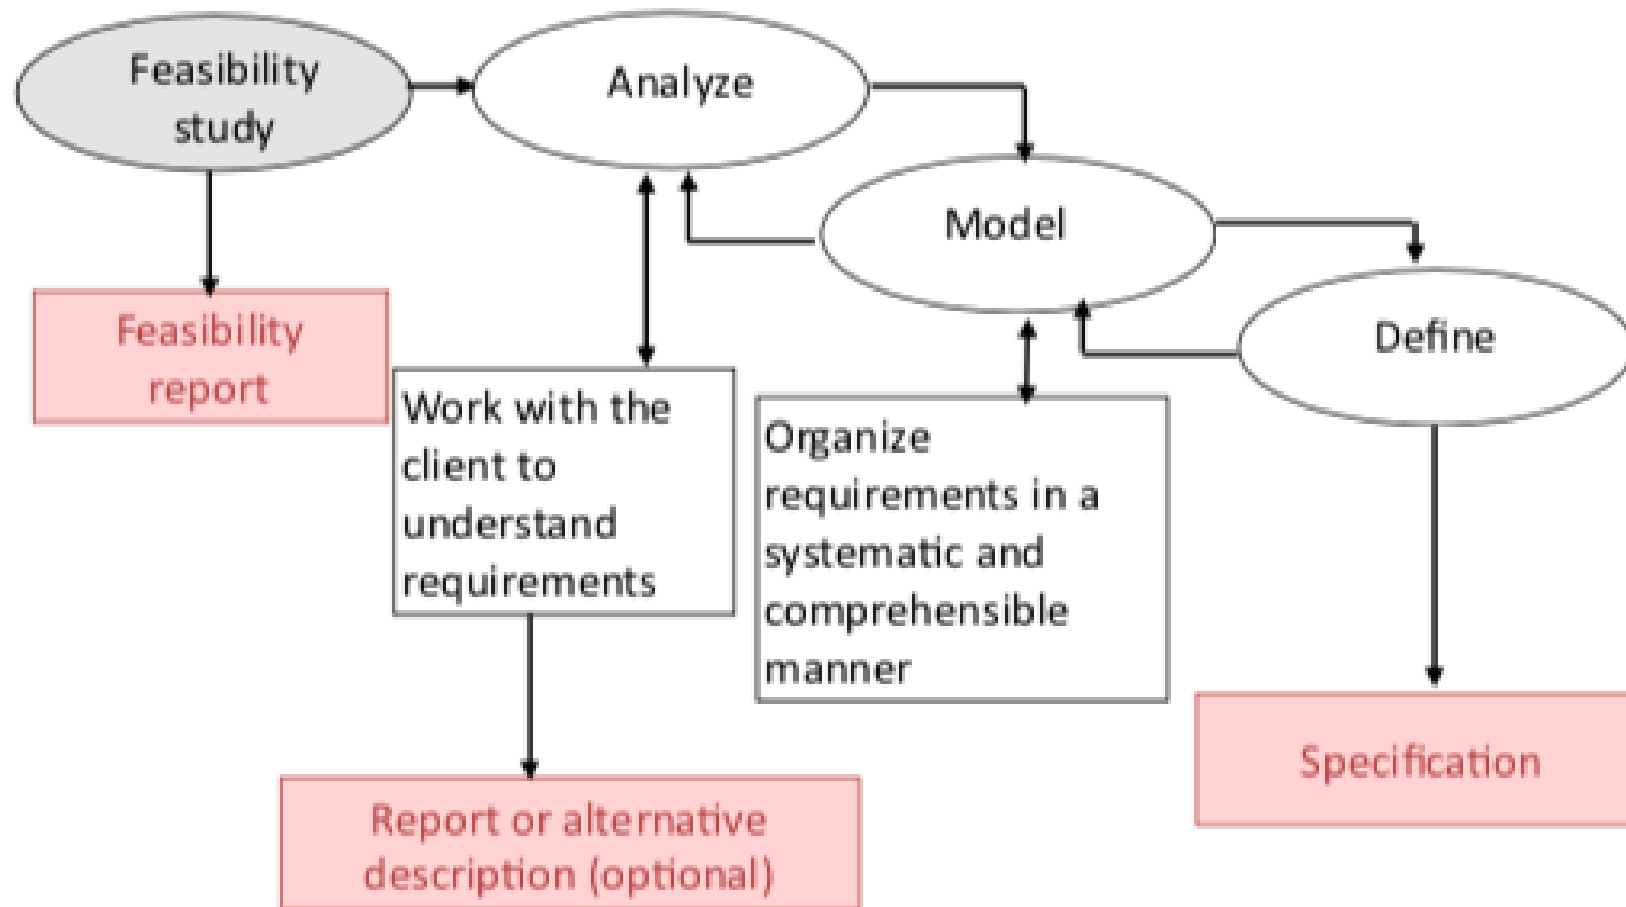 Feasibility
study
Analyze
Model
Define
Feasibility
report
Work with the
client to
understand
requirements
Organize
requirements in a
systematic and
comprehensible
manner
Specification
Report or alternative
description (optional)